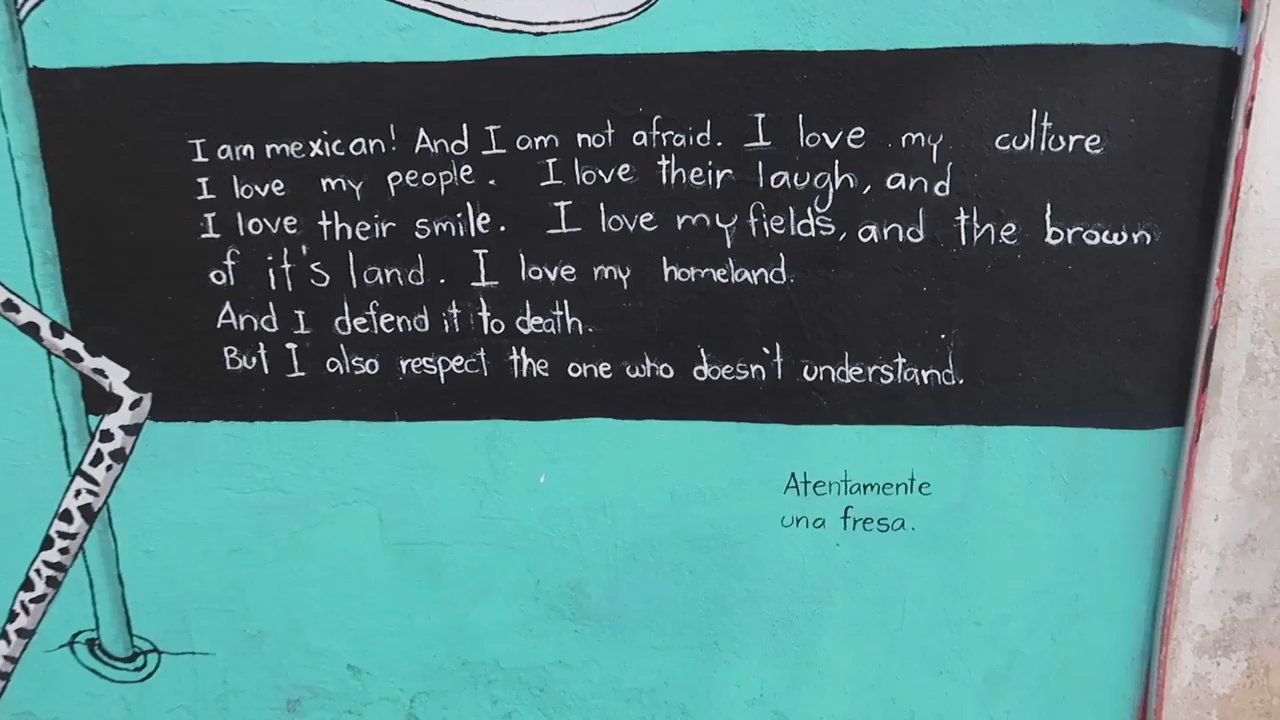 I am mexican! And I am not afraid. I love my culture
I love my people. I love their laugh, and
I love their smile. I love my fields, and the brown
of it's land. I love my homeland.
And I defend it to death.
But I also respect the one who doesn't understand.
Atentamente
una fresa.